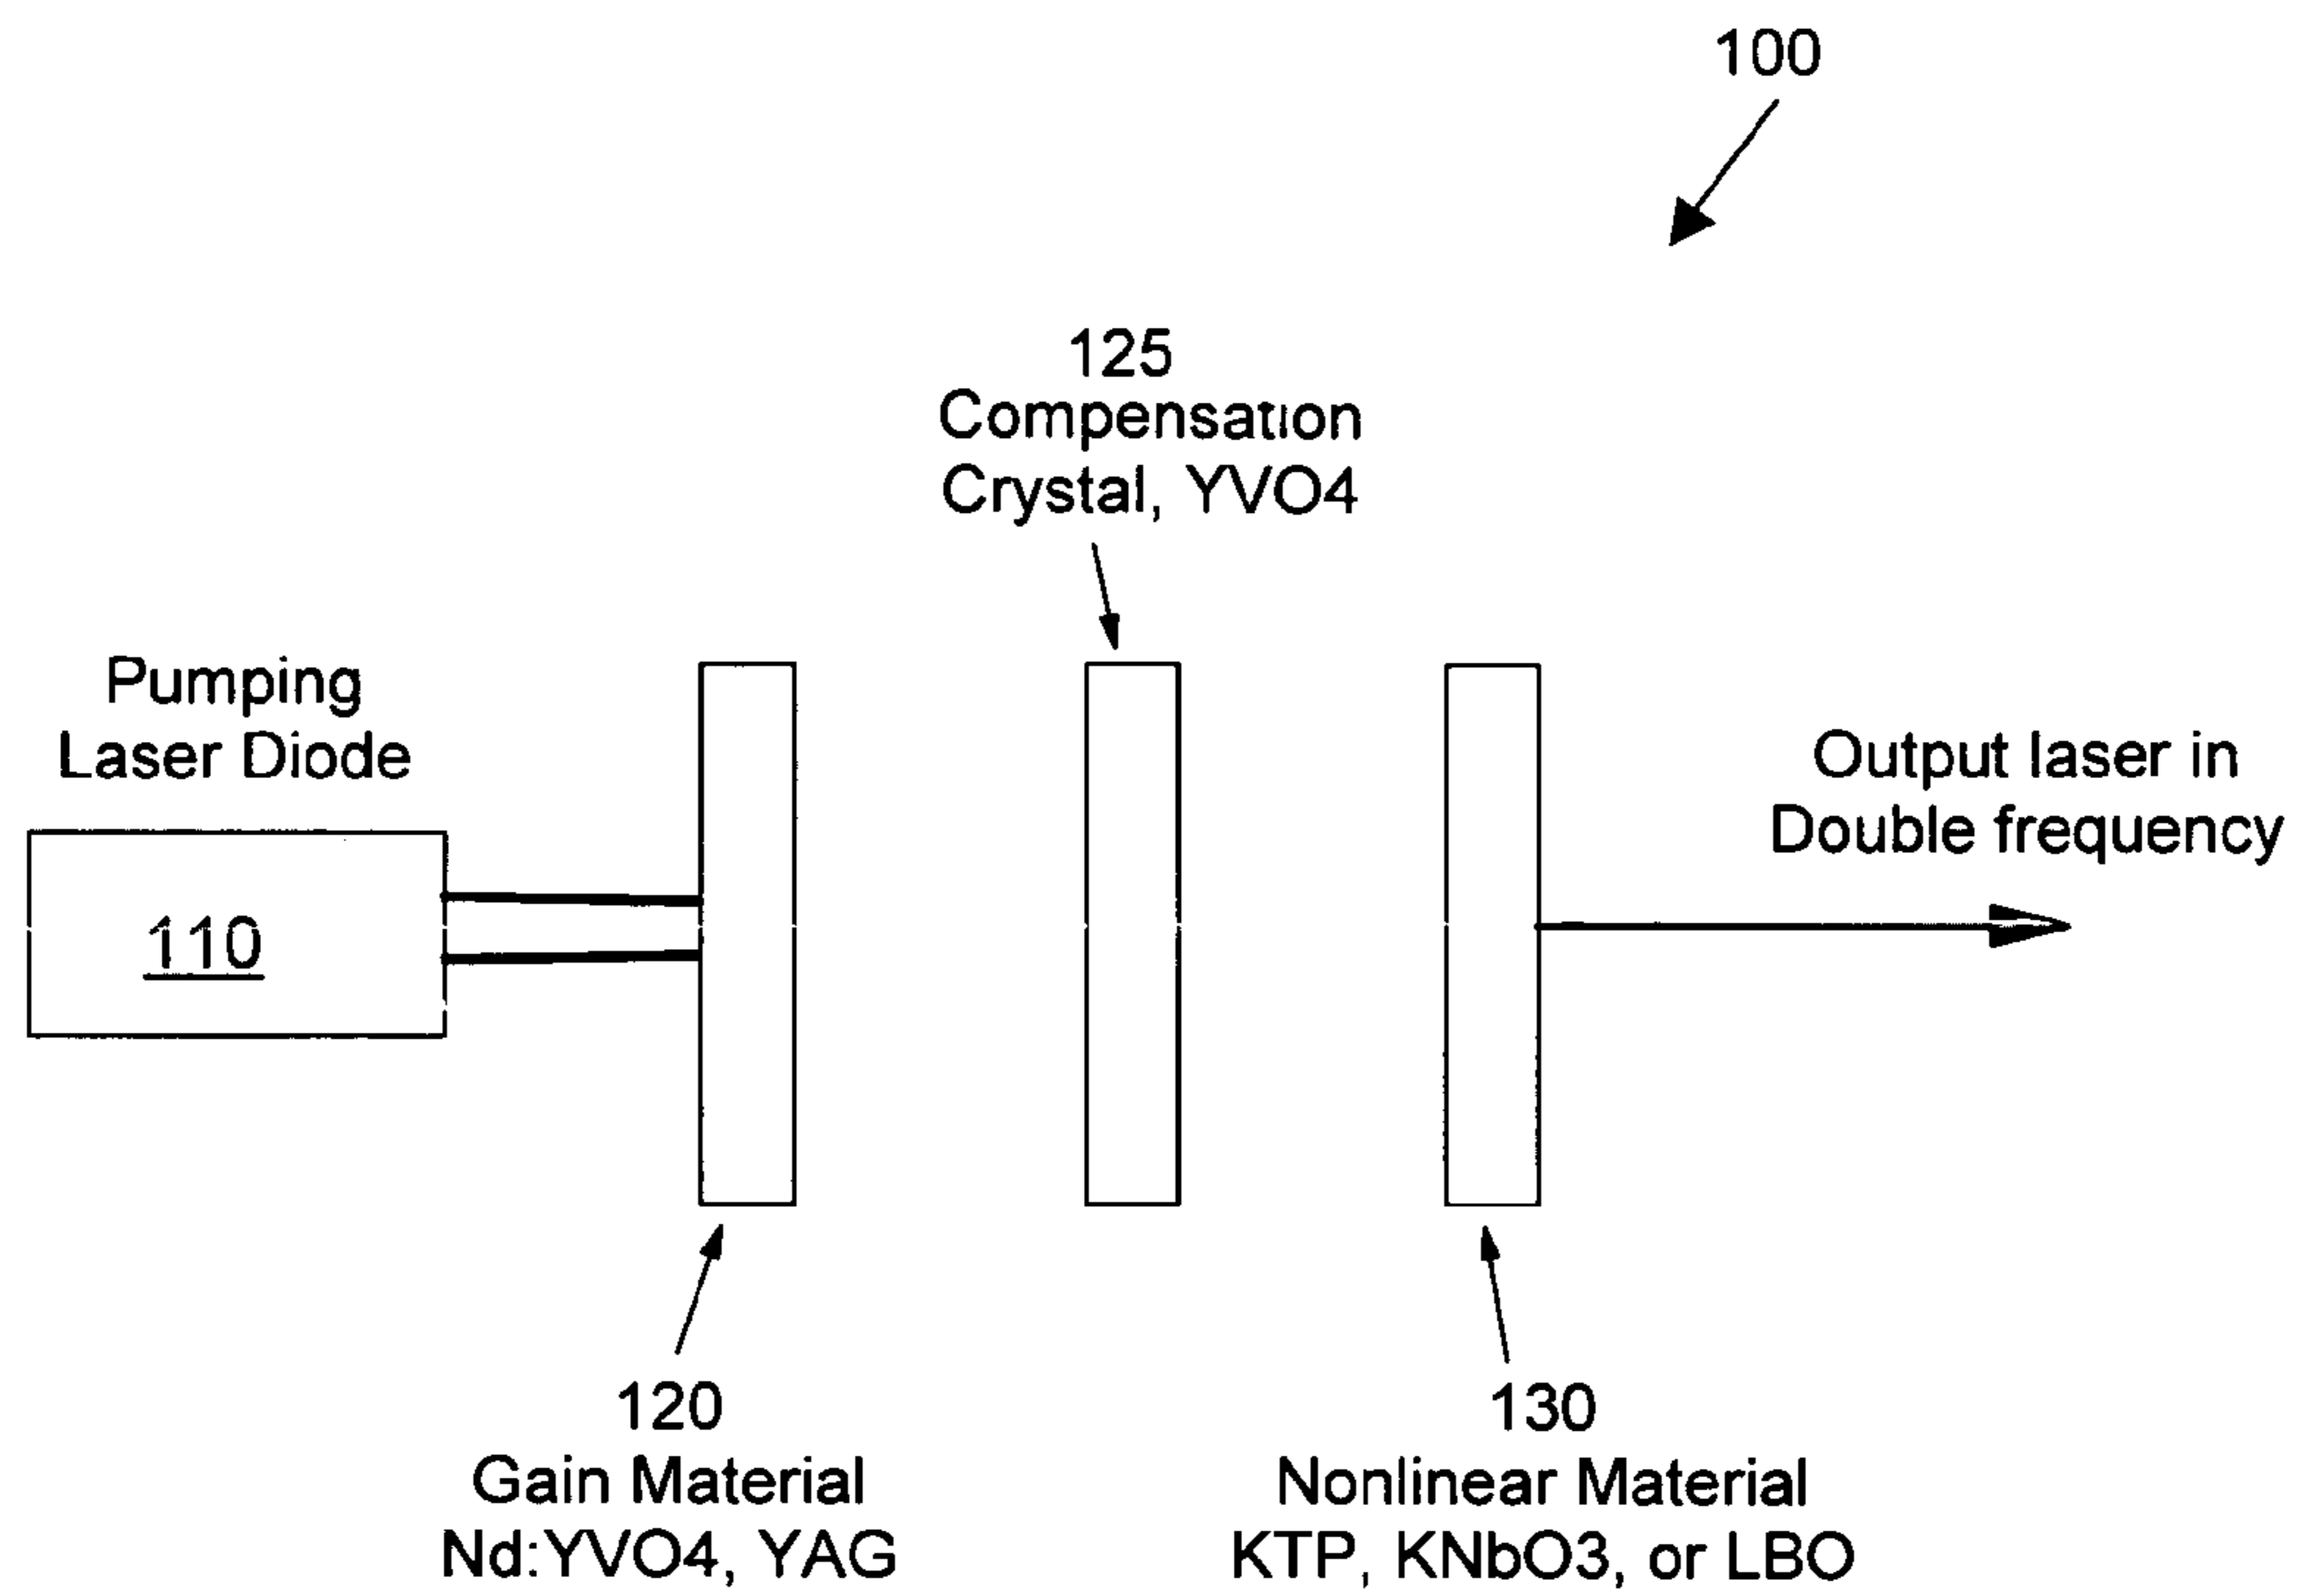 100
125
Compensation
Crystal, YVO4
Pumping
Laser Diode
110
Output laser in
Double frequency
120
Gain Material
Nd:YVO4, YAG
130
Nonlinear Material
KTP, KNbO3, or LBO